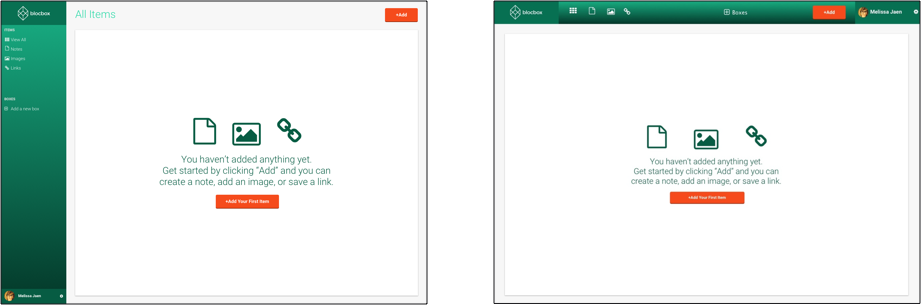 blocbox
All Items
+Add
ITEMS
View All
Notes
Images
Links
BOXES
Add a new box
You haven't added anything yet.
Get started by clicking "Add" and you can
create a note, add an image, or save a link.
+Add Your First Item
Melissa Jaen
blocbox
Boxes
+Add
Melissa Jaen
You haven't added anything yet.
Get started by clicking "Add" and you can
create a note, add an image, or save a link.
+Add Your First Item